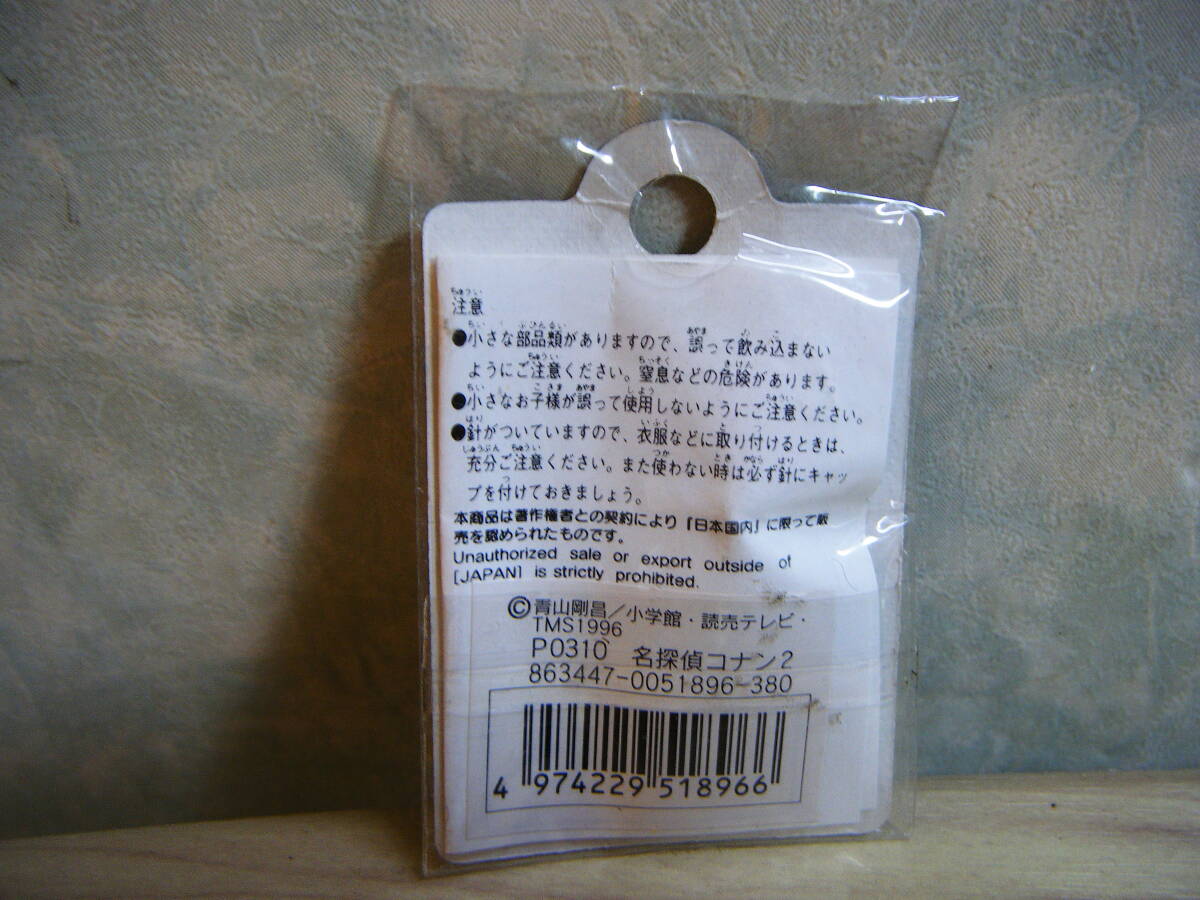 注意
●小さな部品類がありますので、誤って飲み込まない
ようにご注意ください。窒息などの危険があります。
●小さなお子様が誤って使用しないようにご注意ください。
●針がついていますので、衣服などに取り付けるときは、
充分ご注意ください。また使わない時は必ず針にキャッ
プを付けておきましょう。
本商品は著作権者との契約により「日本国内」に限って販
売を認められたものです。
Unauthorized sale or export outside of
[JAPAN] is strictly prohibited.
©青山剛昌／小学館・読売テレビ・
TMS1996
P0310 名探偵コナン2
863447-0051896-380
4 974229 518966